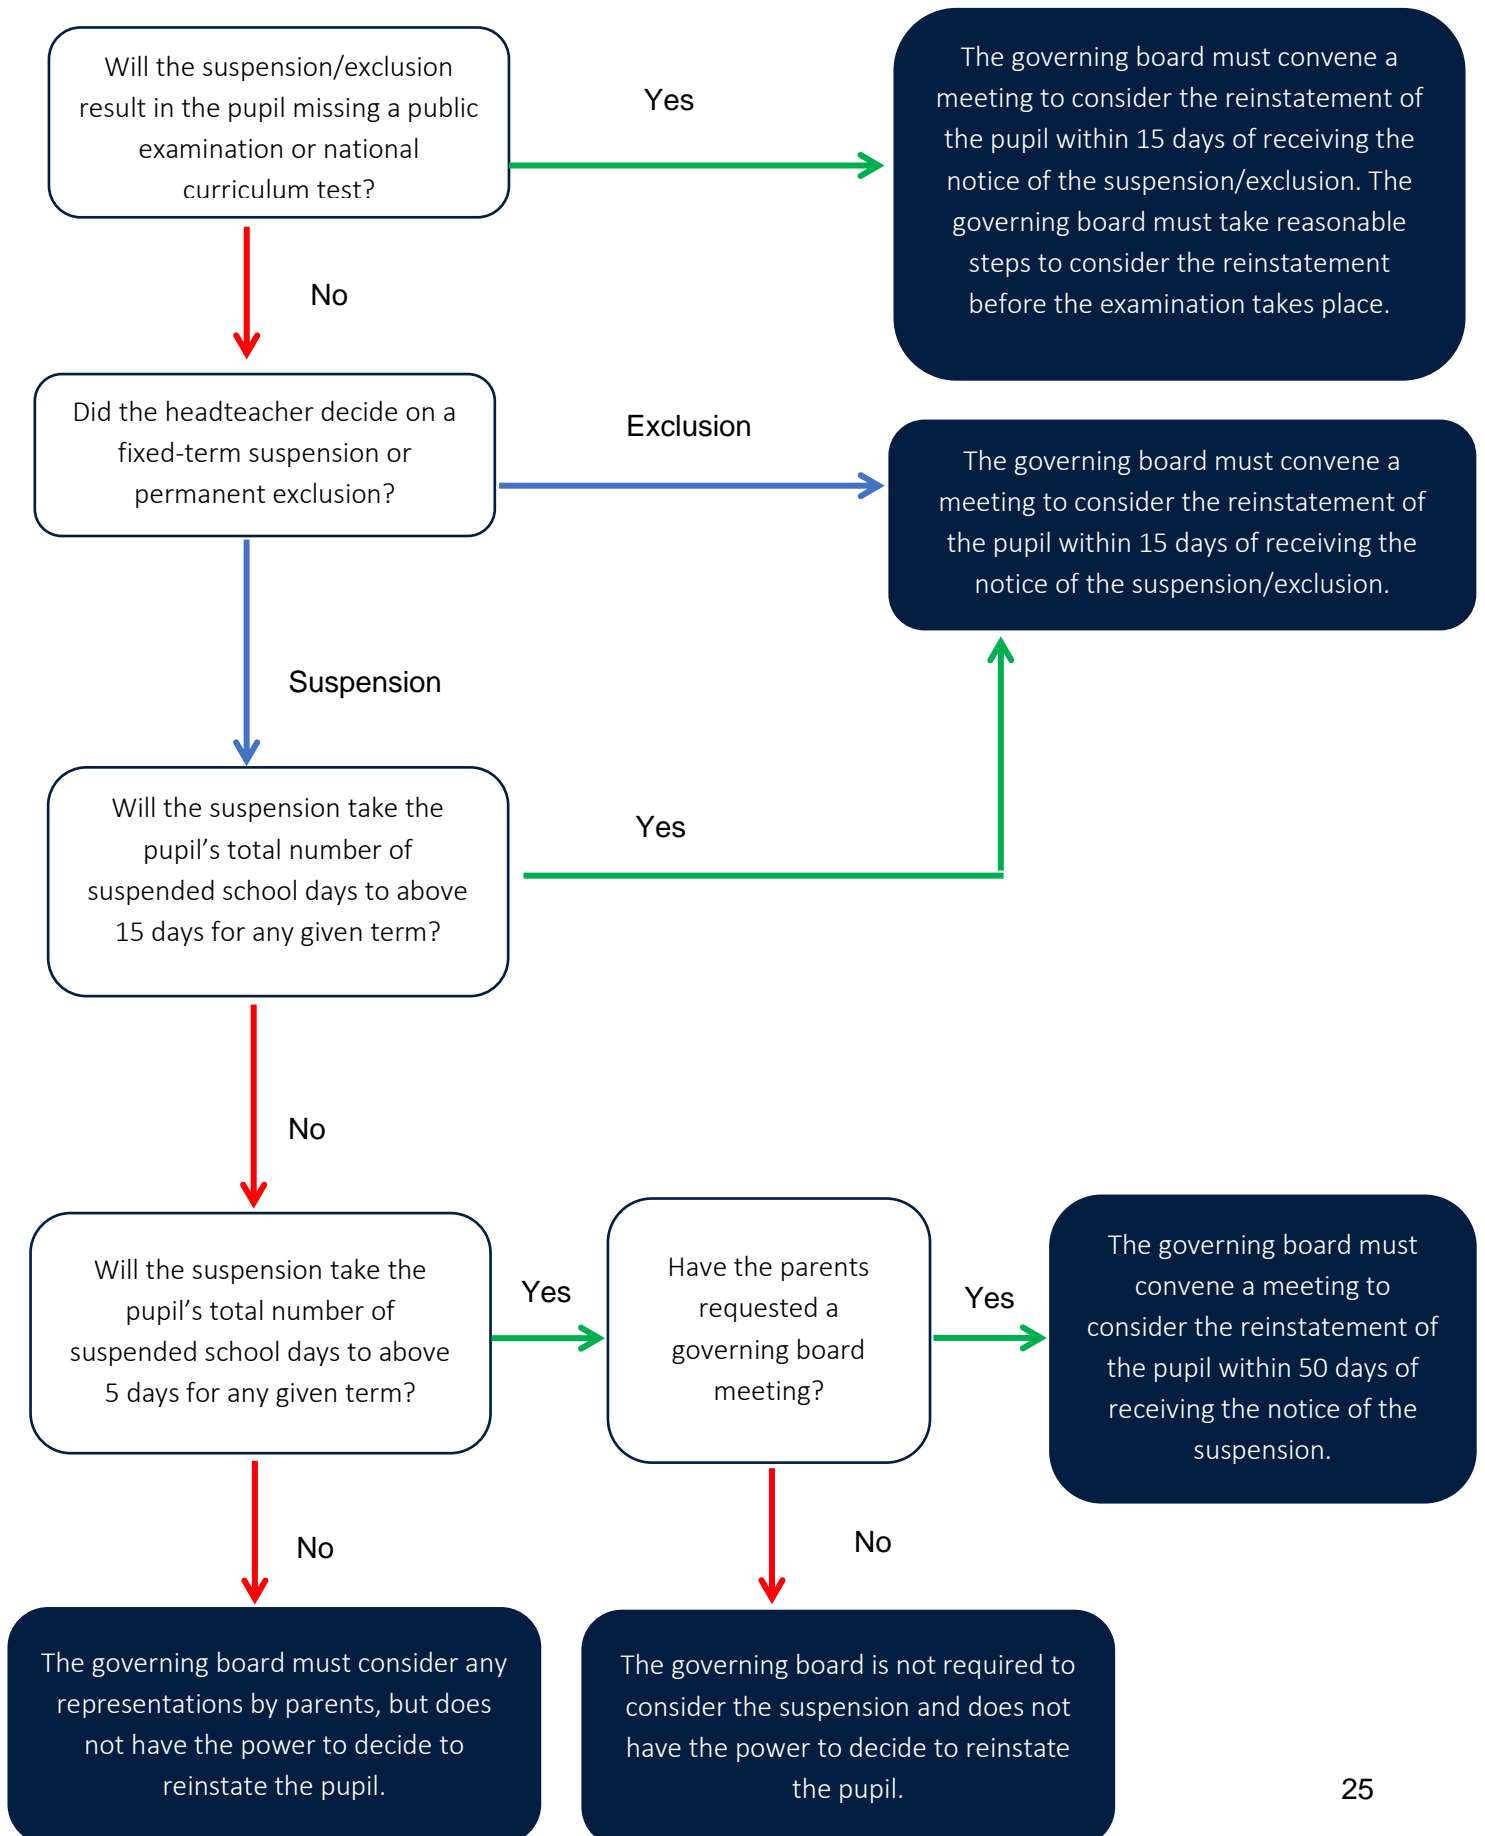 Will the suspension/exclusion
result in the pupil missing a public
examination or national
curriculum test?
Yes
The governing board must convene a
meeting to consider the reinstatement of
the pupil within 15 days of receiving the
notice of the suspension/exclusion. The
governing board must take reasonable
steps to consider the reinstatement
before the examination takes place.
No
Did the headteacher decide on a
fixed-term suspension or
permanent exclusion?
Exclusion
The governing board must convene a
meeting to consider the reinstatement of
the pupil within 15 days of receiving the
notice of the suspension/exclusion.
Suspension
Will the suspension take the
pupil’s total number of
suspended school days to above
15 days for any given term?
Yes
No
Will the suspension take the
pupil’s total number of
suspended school days to above
5 days for any given term?
Yes
Have the parents
requested a
governing board
meeting?
Yes
The governing board must
convene a meeting to
consider the reinstatement of
the pupil within 50 days of
receiving the notice of the
suspension.
No
No
The governing board must consider any
representations by parents, but does
not have the power to decide to
reinstate the pupil.
The governing board is not required to
consider the suspension and does not
have the power to decide to reinstate
the pupil.
25